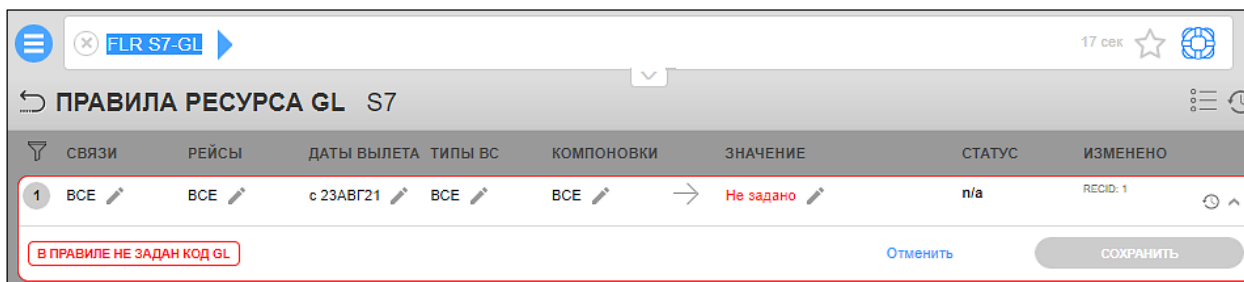 FLR S7-GL 17 сек
ПРАВИЛА РЕСУРСА GL S7
СВЯЗИ РЕЙСЫ ДАТЫ ВЫЛЕТА ТИПЫ ВС КОМПОНОВКИ ЗНАЧЕНИЕ СТАТУС ИЗМЕНЕНО
1 ВСЕ ВСЕ с 23АВГ21 ВСЕ ВСЕ Не задано n/a RECID: 1
В ПРАВИЛЕ НЕ ЗАДАН КОД GL Отменить СОХРАНИТЬ